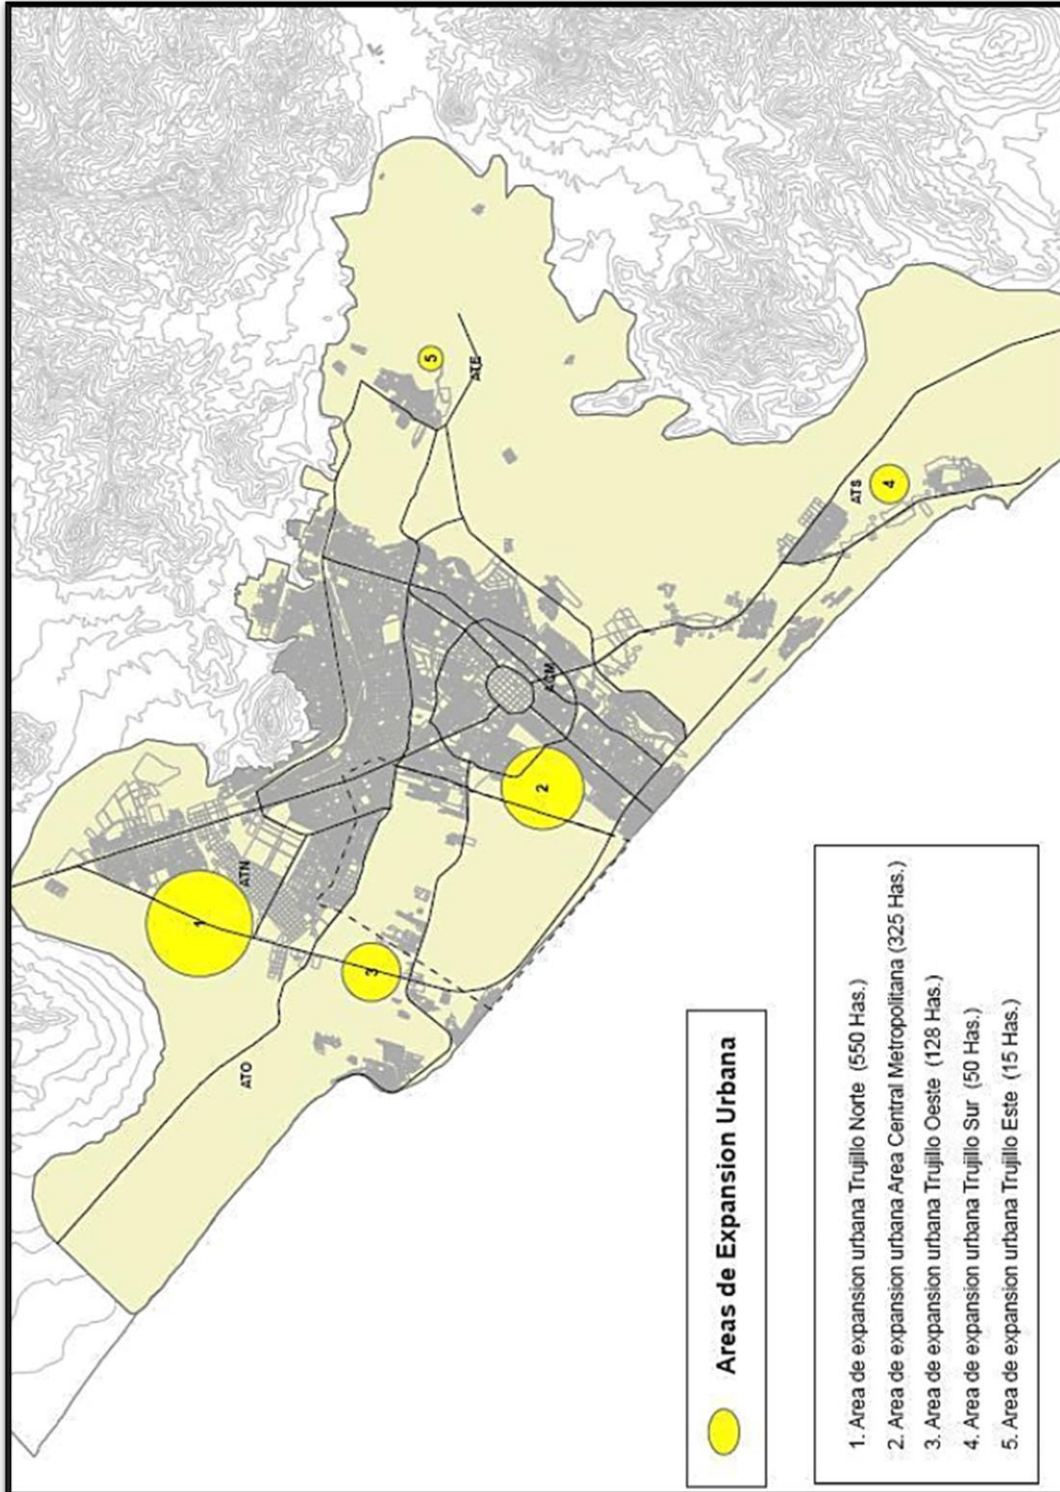 Areas de Expansion Urbana
1. Area de expansion urbana Trujillo Norte (550 Has.)
2. Area de expansion urbana Area Central Metropolitana (325 Has.)
3. Area de expansion urbana Trujillo Oeste (128 Has.)
4. Area de expansion urbana Trujillo Sur (50 Has.)
5. Area de expansion urbana Trujillo Este (15 Has.)
ATO
ATN
1
3
2
ACM
ATE
5
ATS
4